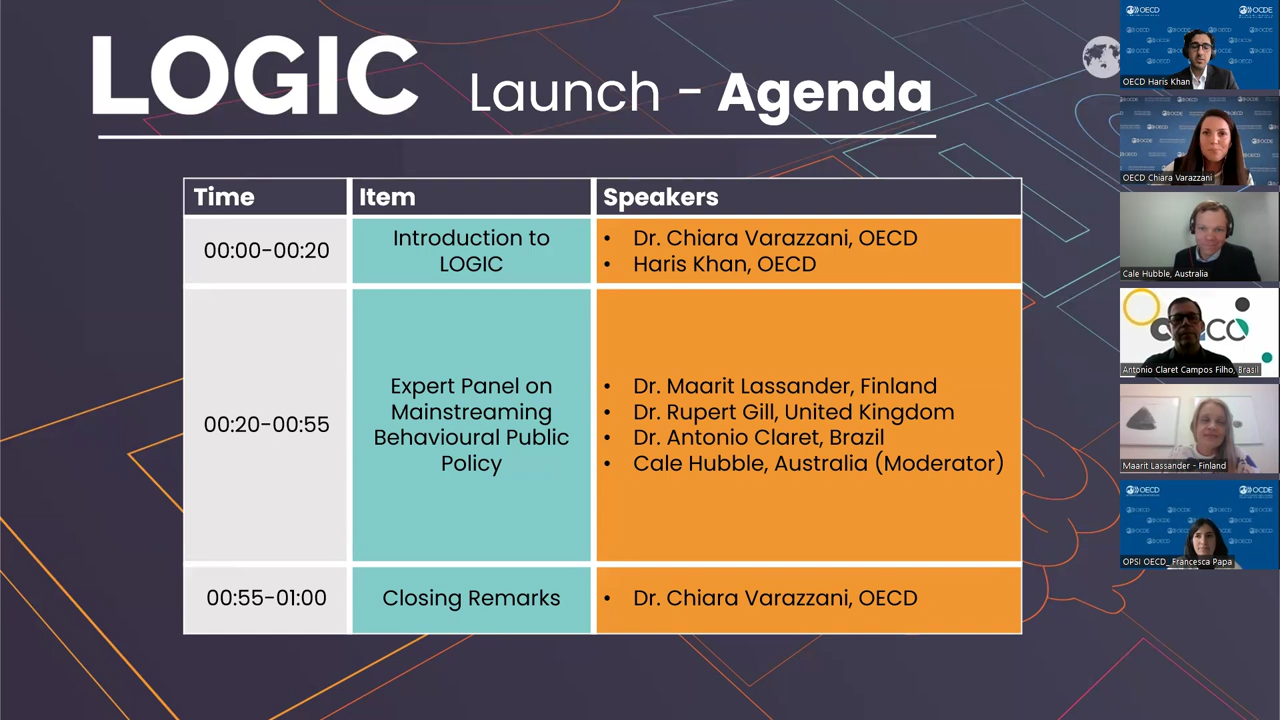 LOGIC Launch - Agenda
Time Item Speakers
00:00-00:20
Introduction to
LOGIC
• Dr. Chiara Varazzani, OECD
• Haris Khan, OECD
00:20-00:55
Expert Panel on
Mainstreaming
Behavioural Public
Policy
• Dr. Maarit Lassander, Finland
• Dr. Rupert Gill, United Kingdom
• Dr. Antonio Claret, Brazil
• Cale Hubble, Australia (Moderator)
00:55-01:00
Closing Remarks
• Dr. Chiara Varazzani, OECD
OECD OCDE
OECD Haris Khan
OECD Chiara Varazzani
Cale Hubble, Australia
Antonio Claret Campos Filho, Brasil
Maarit Lassander - Finland
OECD OCDE
OPSI OECD_ Francesca Papa